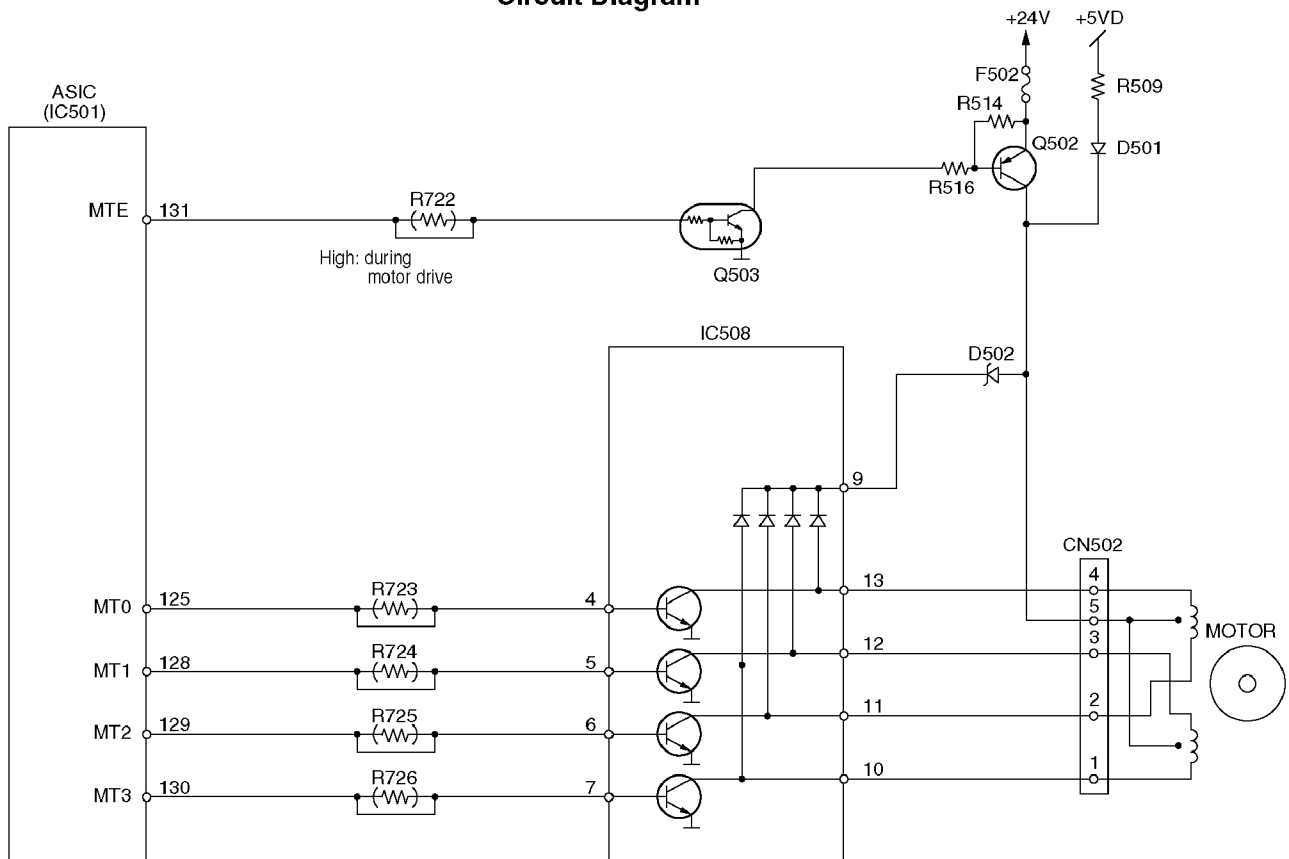 Circuit Diagram
+24V +5VD
F502
R509
ASIC
(IC501)
R514
Q502
D501
R516
MTE 131
R722
High: during
motor drive
Q503
IC508
D502
9
CN502
MT0 125 R723 4 13 4
5
MOTOR
MT1 128 R724 5 12 3
MT2 129 R725 6 11 2
MT3 130 R726 7 10 1